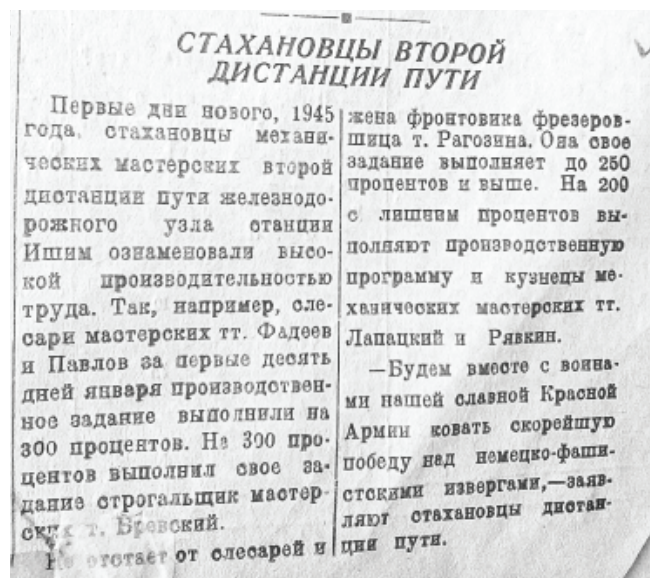 СТАХАНОВЦЫ ВТОРОЙ
ДИСТАНЦИИ ПУТИ
Первые дни нового, 1945
года, стахановцы механи-
ческих мастерских второй
дистанции пути железнодо-
рожного узла станции
Ишим ознаменовали высо-
кой производительностью
труда. Так, например, сле-
сари мастерских тт. Фадеев
и Павлов за первые десять
дней января производствен-
ное задание выполнили на
300 процентов. На 300 про-
центов выполнил свое за-
дание строгальщик мастер-
ских т. Бревский.
Не отстает от слесарей и
жена фронтовика фрезеров-
щица т. Рагозина. Она свое
задание выполняет до 250
процентов и выше. На 200
с лишним процентов вы-
полняют производственную
программу и кузнецы ме-
ханических мастерских тт.
Лапацкий и Рявкин.
—Будем вместе с воина-
ми нашей славной Красной
Армии ковать скорейшую
победу над немецко-фаши-
стскими извергами,—заяв-
ляют стахановцы дистан-
ции пути.